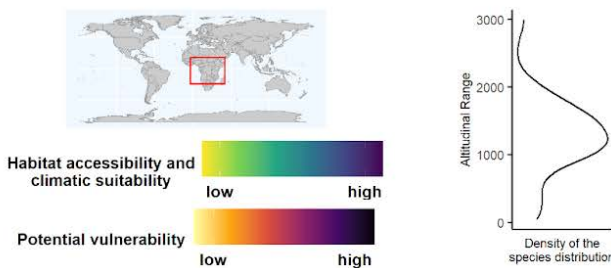 Habitat accessibility and
climatic suitability
low high
Potential vulnerability
low high
Altitudinal Range
3000
2000
1000
0
Density of the
species distribution